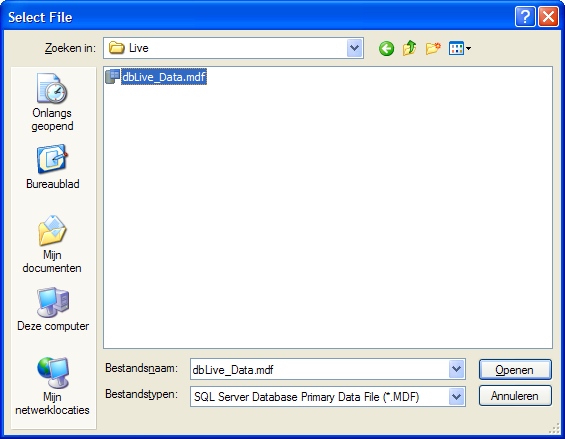 Select File
Zoeken in:
Live
dbLive_Data.mdf
Onlangs
geopend
Bureaublad
Mijn
documenten
Deze computer
Mijn
netwerklocaties
Bestandsnaam:
dbLive_Data.mdf
Openen
Bestandstypen:
SQL Server Database Primary Data File (*.MDF)
Annuleren